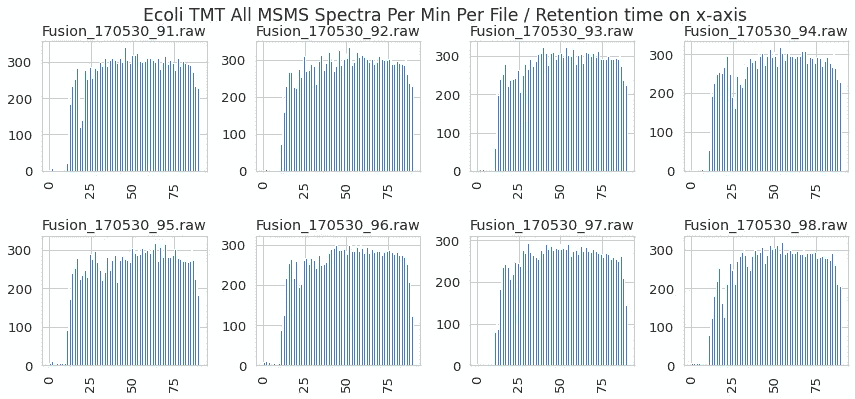 Ecoli TMT All MSMS Spectra Per Min Per File / Retention time on x-axis
Fusion_170530_91.raw
300
200
100
0
0 25 50 75
Fusion_170530_92.raw
300
200
100
0
0 25 50 75
Fusion_170530_93.raw
300
200
100
0
0 25 50 75
Fusion_170530_94.raw
300
200
100
0
0 25 50 75
Fusion_170530_95.raw
300
200
100
0
0 25 50 75
Fusion_170530_96.raw
300
200
100
0
0 25 50 75
Fusion_170530_97.raw
300
200
100
0
0 25 50 75
Fusion_170530_98.raw
300
200
100
0
0 25 50 75